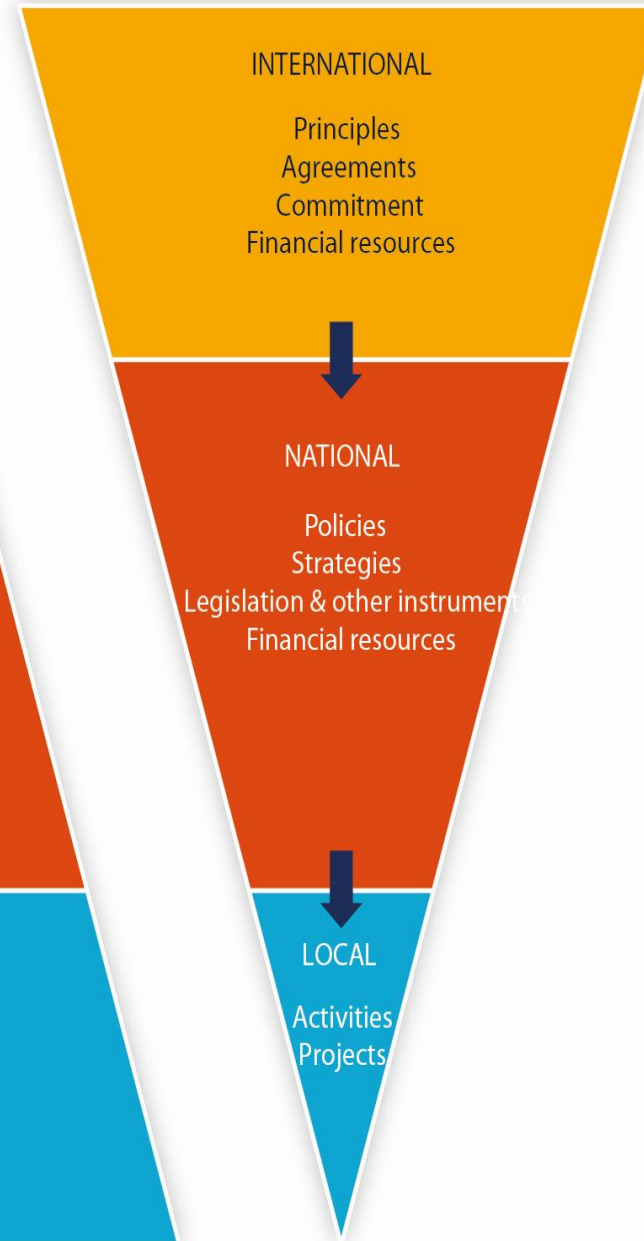 INTERNATIONAL
Principles
Agreements
Commitment
Financial resources
NATIONAL
Policies
Strategies
Legislation & other instruments
Financial resources
LOCAL
Activities
Projects